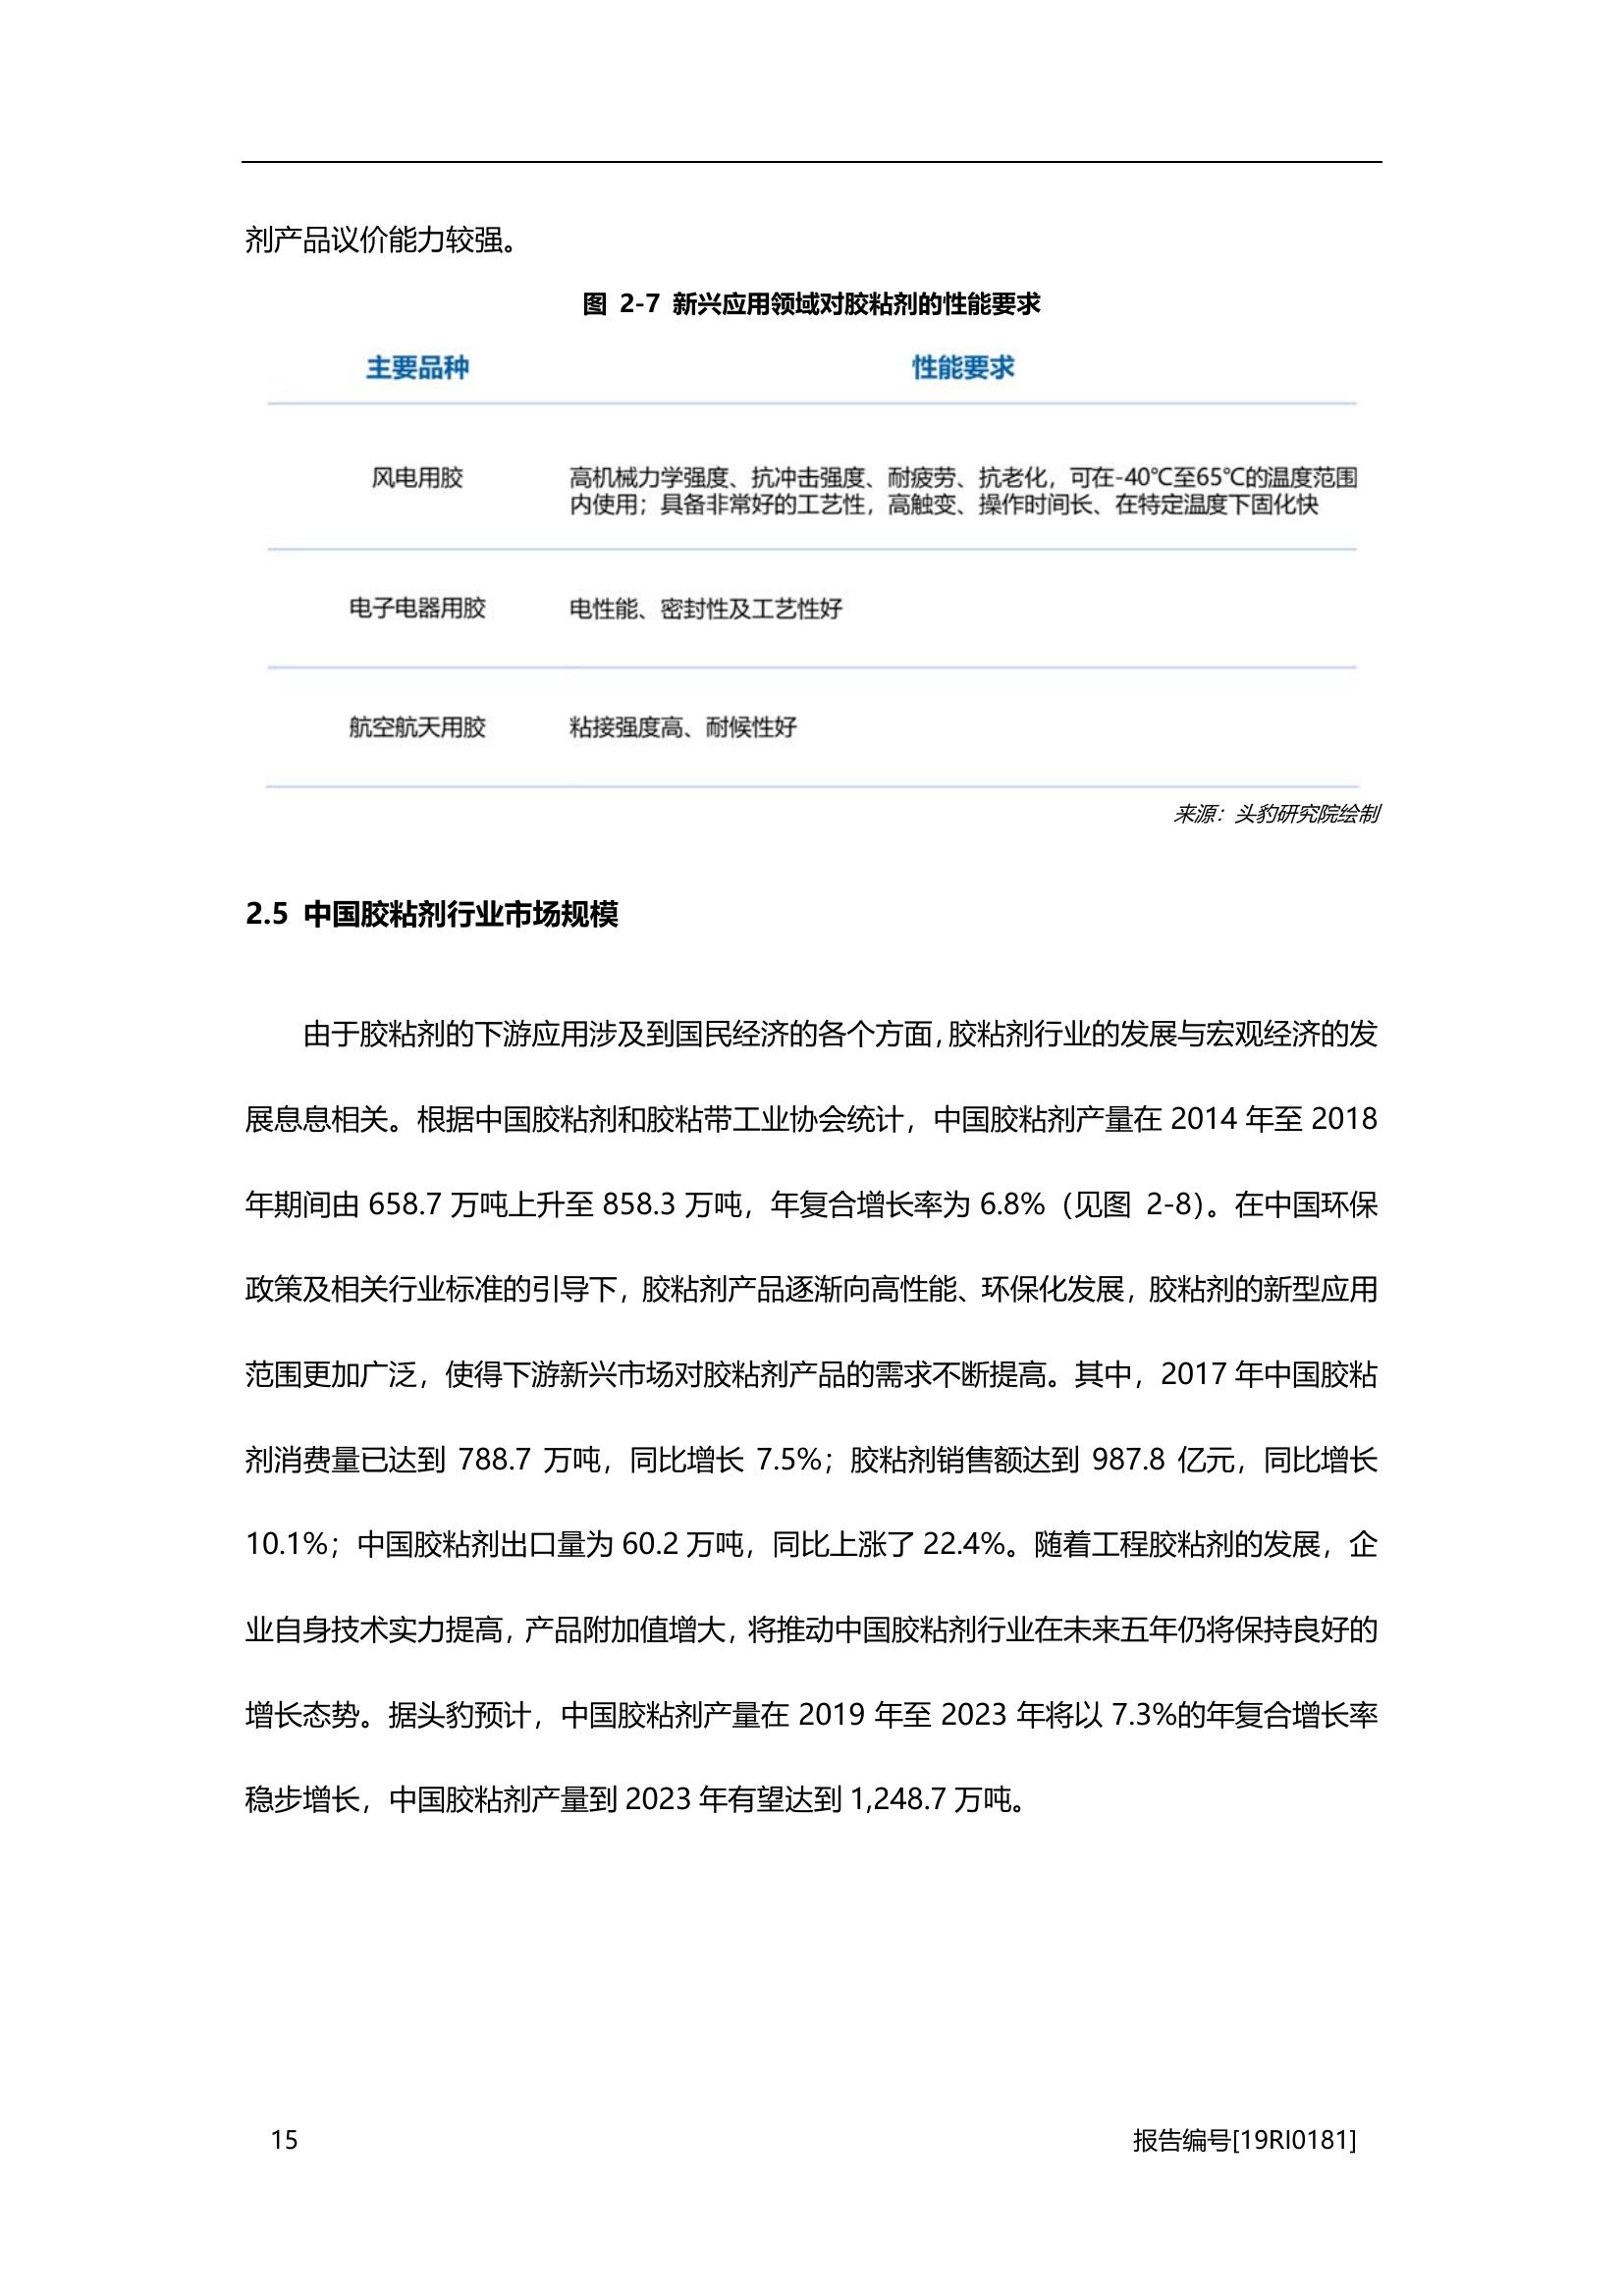 剂产品议价能力较强。
图 2-7 新兴应用领域对胶粘剂的性能要求
主要品种 性能要求
风电用胶 高机械力学强度、抗冲击强度、耐疲劳、抗老化，可在-40℃至65℃的温度范围
内使用；具备非常好的工艺性，高触变、操作时间长、在特定温度下固化快
电子电器用胶 电性能、密封性及工艺性好
航空航天用胶 粘接强度高、耐候性好
来源：头豹研究院绘制
2.5 中国胶粘剂行业市场规模
由于胶粘剂的下游应用涉及到国民经济的各个方面，胶粘剂行业的发展与宏观经济的发
展息息相关。根据中国胶粘剂和胶粘带工业协会统计，中国胶粘剂产量在 2014 年至 2018
年期间由 658.7 万吨上升至 858.3 万吨，年复合增长率为 6.8%（见图 2-8）。在中国环保
政策及相关行业标准的引导下，胶粘剂产品逐渐向高性能、环保化发展，胶粘剂的新型应用
范围更加广泛，使得下游新兴市场对胶粘剂产品的需求不断提高。其中，2017 年中国胶粘
剂消费量已达到 788.7 万吨，同比增长 7.5%；胶粘剂销售额达到 987.8 亿元，同比增长
10.1%；中国胶粘剂出口量为 60.2 万吨，同比上涨了 22.4%。随着工程胶粘剂的发展，企
业自身技术实力提高，产品附加值增大，将推动中国胶粘剂行业在未来五年仍将保持良好的
增长态势。据头豹预计，中国胶粘剂产量在 2019 年至 2023 年将以 7.3%的年复合增长率
稳步增长，中国胶粘剂产量到 2023 年有望达到 1,248.7 万吨。
15 报告编号[19RI0181]